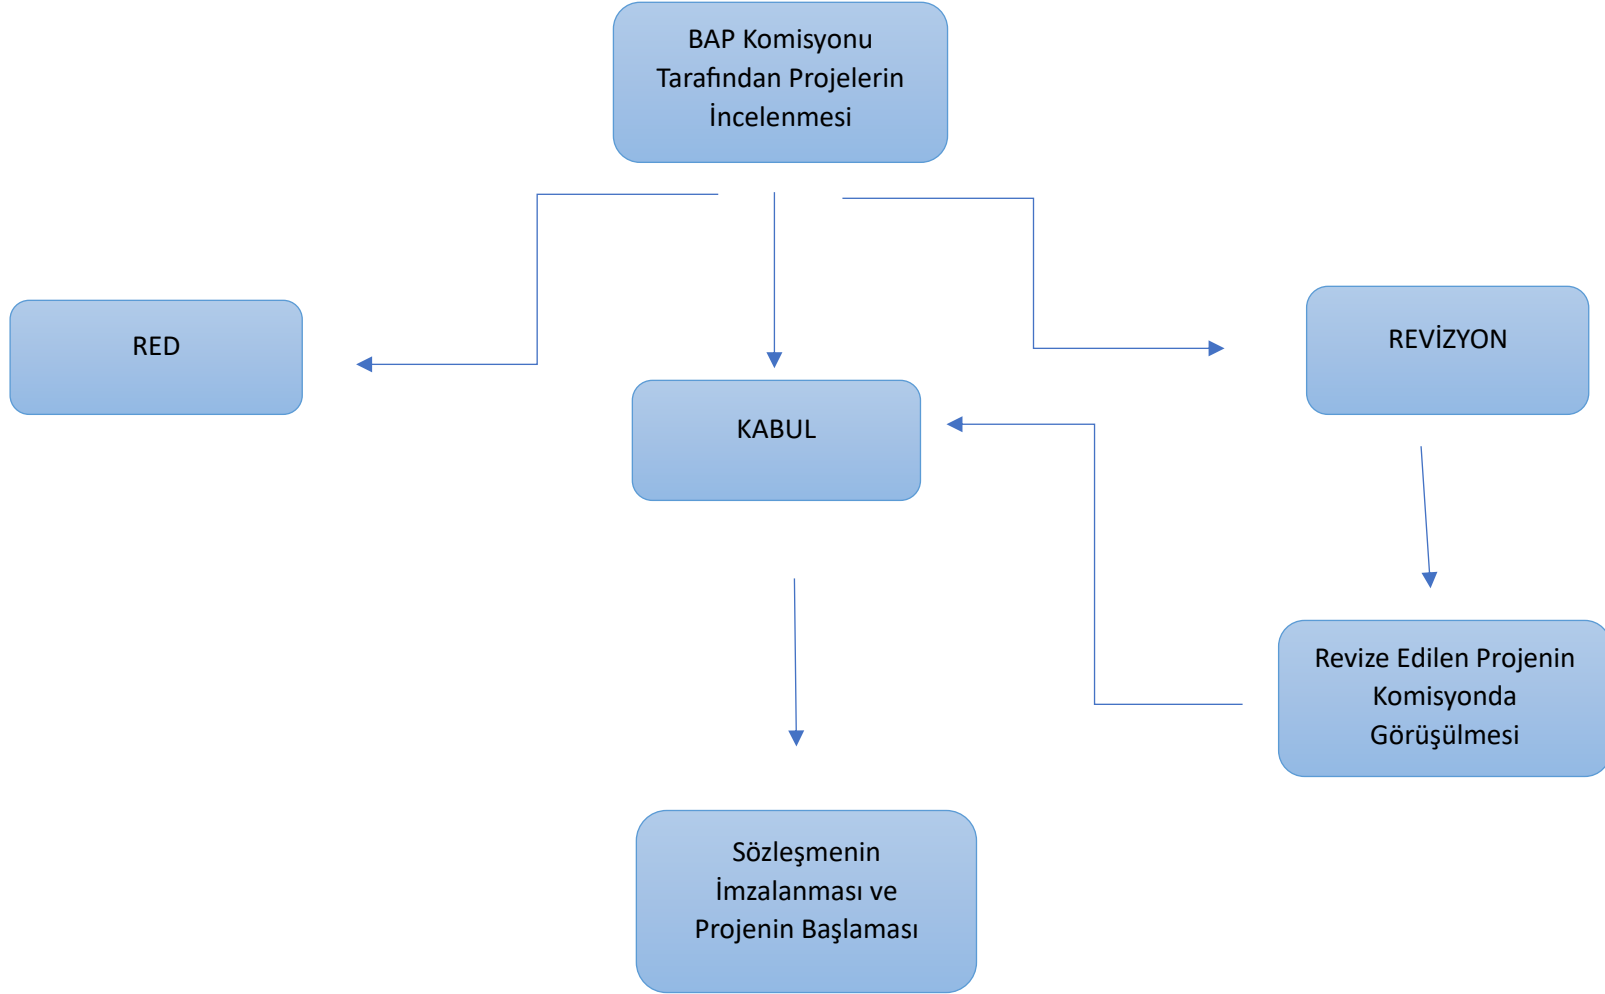 BAP Komisyonu
Tarafından Projelerin
İncelenmesi
RED
REVİZYON
KABUL
Revize Edilen Projenin
Komisyonda
Görüşülmesi
Sözleşmenin
İmzalanması ve
Projenin Başlaması